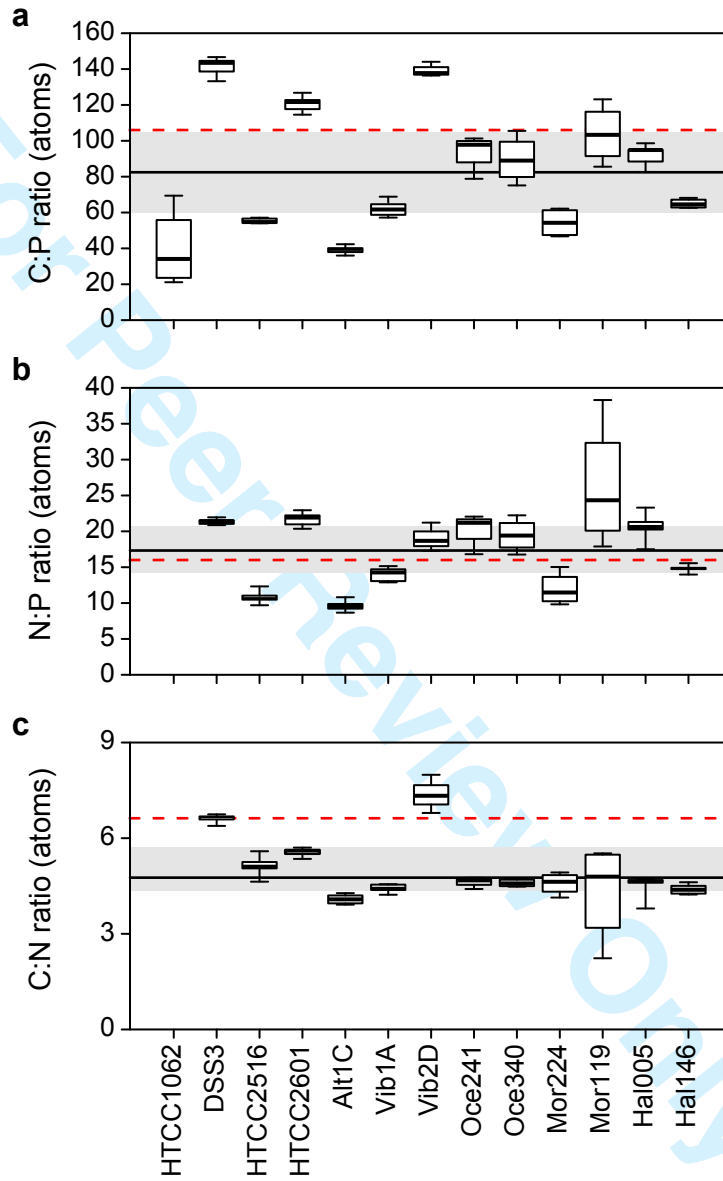 a
C:P ratio (atoms)
160
140
120
100
80
60
40
20
0
b
N:P ratio (atoms)
40
35
30
25
20
15
10
5
0
c
C:N ratio (atoms)
9
6
3
0
HTCC1062
DSS3
HTCC2516
HTCC2601
Alt1C
Vib1A
Vib2D
Oce241
Oce340
Mor224
Mor119
Hal005
Hal146
For Peer Review Only